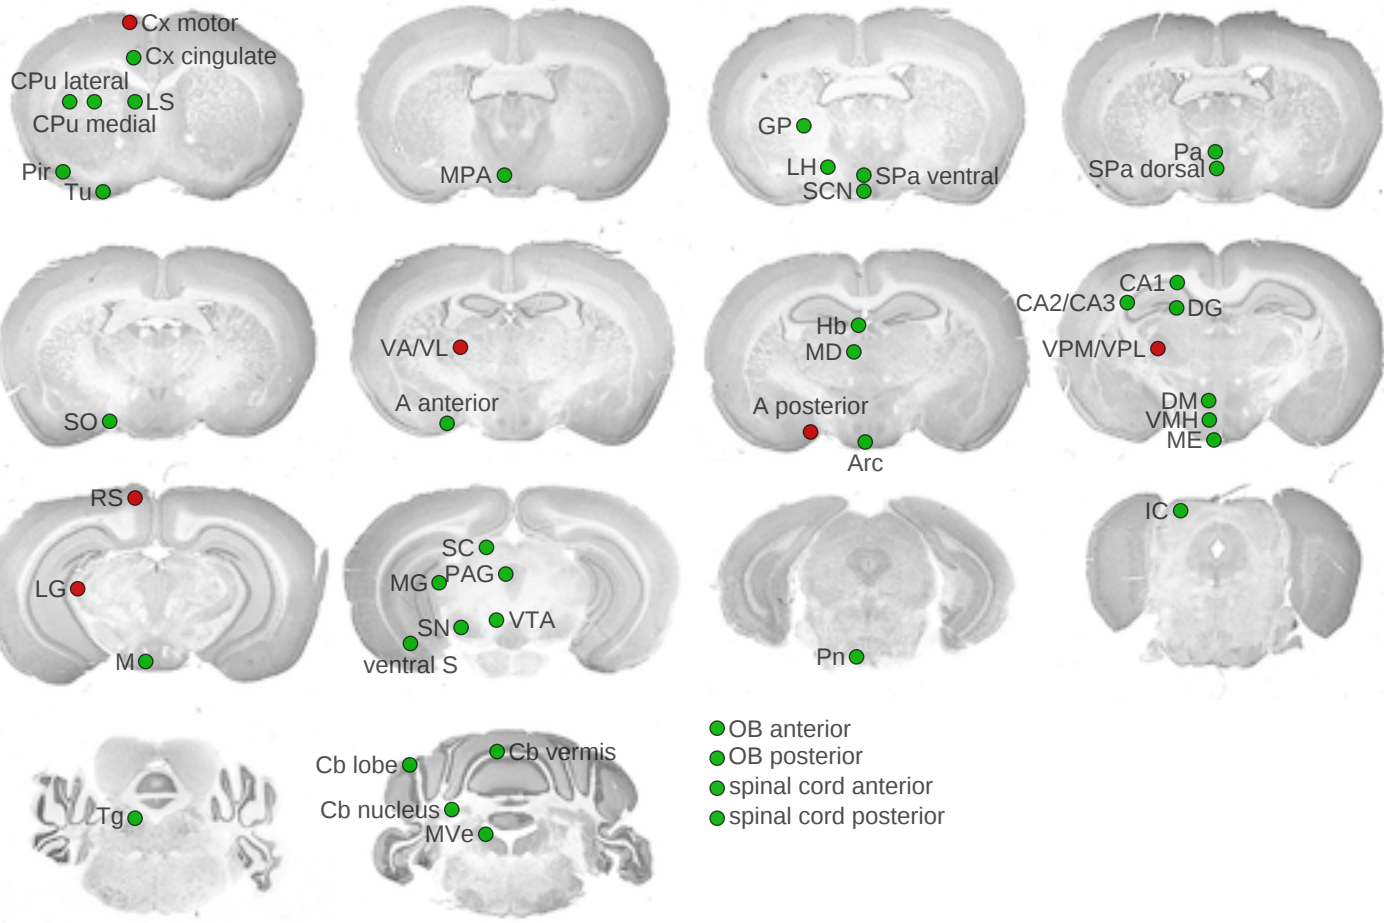 Cx motor
Cx cingulate
CPu lateral
LS
CPu medial
Pir
Tu
MPA
GP
LH
SPa ventral
SCN
Pa
SPa dorsal
SO
VA/VL
A anterior
Hb
MD
A posterior
Arc
CA1
CA2/CA3
DG
VPM/VPL
DM
VMH
ME
RS
LG
M
SC
MG
PAG
SN
VTA
ventral S
Pn
IC
Tg
Cb lobe
Cb vermis
Cb nucleus
MVe
OB anterior
OB posterior
spinal cord anterior
spinal cord posterior